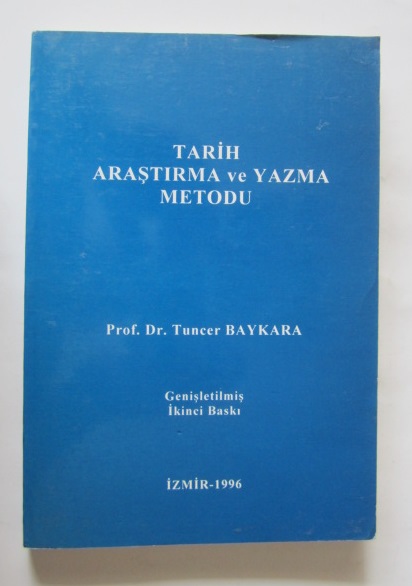 TARİH
ARAŞTIRMA ve YAZMA
METODU
Prof. Dr. Tuncer BAYKARA
Genişletilmiş
İkinci Baskı
İZMİR-1996